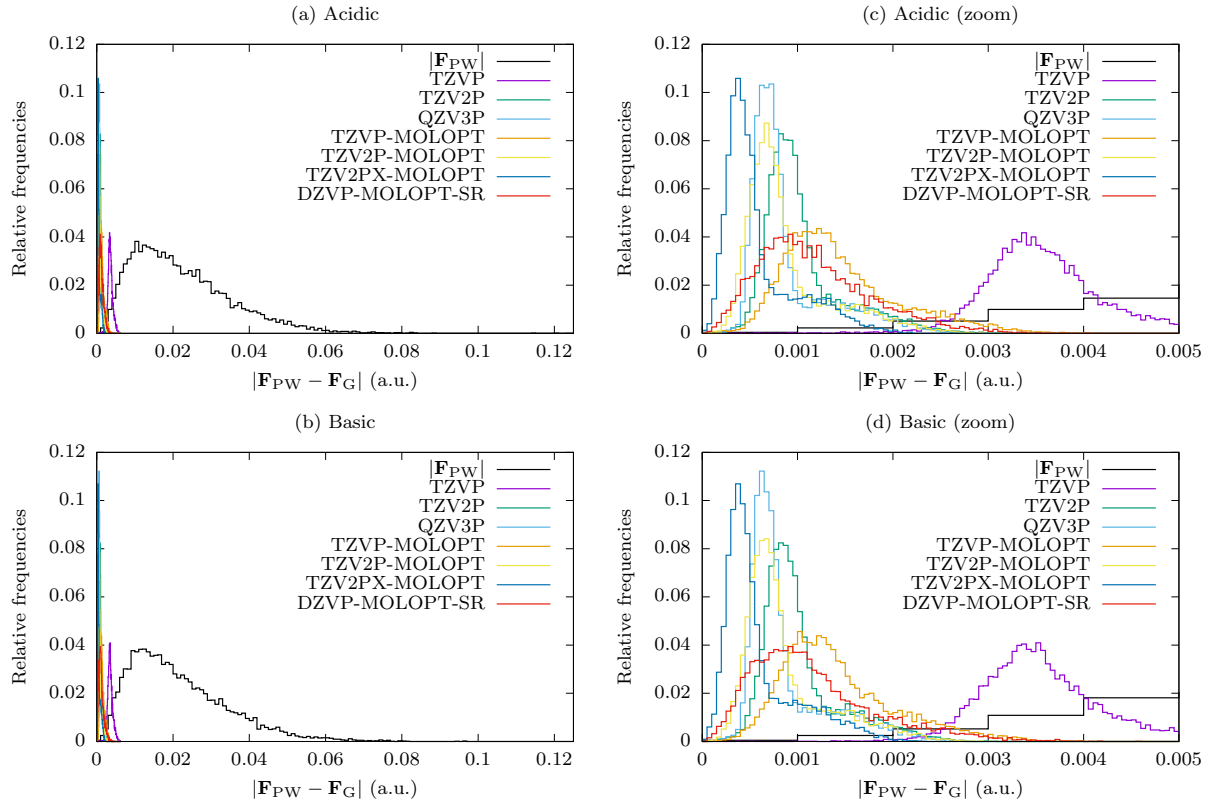 (a) Acidic
Relative frequencies
0.12
0.1
0.08
0.06
0.04
0.02
0
|F_PW|
TZVP
TZV2P
QZV3P
TZVP-MOLOPT
TZV2P-MOLOPT
TZV2PX-MOLOPT
DZVP-MOLOPT-SR
0 0.02 0.04 0.06 0.08 0.1 0.12
|F_PW − F_G| (a.u.)
(c) Acidic (zoom)
Relative frequencies
0.12
0.1
0.08
0.06
0.04
0.02
0
|F_PW|
TZVP
TZV2P
QZV3P
TZVP-MOLOPT
TZV2P-MOLOPT
TZV2PX-MOLOPT
DZVP-MOLOPT-SR
0 0.001 0.002 0.003 0.004 0.005
|F_PW − F_G| (a.u.)
(b) Basic
Relative frequencies
0.12
0.1
0.08
0.06
0.04
0.02
0
|F_PW|
TZVP
TZV2P
QZV3P
TZVP-MOLOPT
TZV2P-MOLOPT
TZV2PX-MOLOPT
DZVP-MOLOPT-SR
0 0.02 0.04 0.06 0.08 0.1 0.12
|F_PW − F_G| (a.u.)
(d) Basic (zoom)
Relative frequencies
0.12
0.1
0.08
0.06
0.04
0.02
0
|F_PW|
TZVP
TZV2P
QZV3P
TZVP-MOLOPT
TZV2P-MOLOPT
TZV2PX-MOLOPT
DZVP-MOLOPT-SR
0 0.001 0.002 0.003 0.004 0.005
|F_PW − F_G| (a.u.)